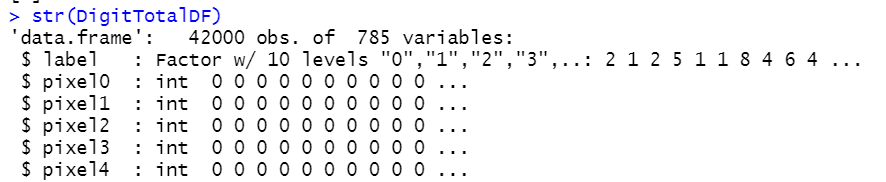 > str(DigitTotalDF)
'data.frame':   42000 obs. of  785 variables:
 $ label   : Factor w/ 10 levels "0","1","2","3",..: 2 1 2 5 1 1 8 4 6 4 ...
 $ pixel0  : int  0 0 0 0 0 0 0 0 0 0 ...
 $ pixel1  : int  0 0 0 0 0 0 0 0 0 0 ...
 $ pixel2  : int  0 0 0 0 0 0 0 0 0 0 ...
 $ pixel3  : int  0 0 0 0 0 0 0 0 0 0 ...
 $ pixel4  : int  0 0 0 0 0 0 0 0 0 0 ...